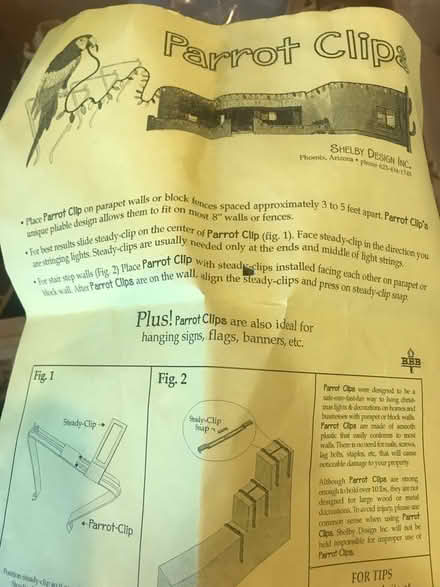 Parrot Clips
SHELBY DESIGN INC.
Phoenix, Arizona • phone
• Place Parrot Clip on parapet walls or block fences spaced approximately 3 to 5 feet apart. Parrot Clip's
unique pliable design allows them to fit on most 8" walls or fences.
• For best results slide steady-clip on the center of Parrot Clip (fig. 1). Face steady-clip in the direction you
are stringing lights. Steady-clips are usually needed only at the ends and middle of light strings.
• For stair step walls (Fig. 2) Place Parrot Clip with steady-clips installed facing each other on parapet or
block wall. After Parrot Clips are on the wall, align the steady-clips and press on steady-clip snap.
Plus! Parrot Clips are also ideal for
hanging signs, flags, banners, etc.
BBB
Fig. 1
Steady-Clip
Parrot-Clip
Position steady-clip
Fig. 2
Stedy-Clip
Snap
Parrot Clips were designed to be a
safe-easy-fast-fun way to hang christ-
mas lights & decorations on homes and
businesses with parapet or block walls.
Parrot Clips are made of smooth
plastic that easily conforms to most
walls. There is no need for nails, screws,
lag bolts, staples, etc. that will cause
noticeable damage to your property.
Although Parrot Clips are strong
enough to hold over 10 lbs, they are not
designed for large wood or metal
decorations. To avoid injury, please use
common sense when using Parrot
Clips. Shelby Design Inc. will not be
held responsible for improper use of
Parrot Clips.
FOR TIPS